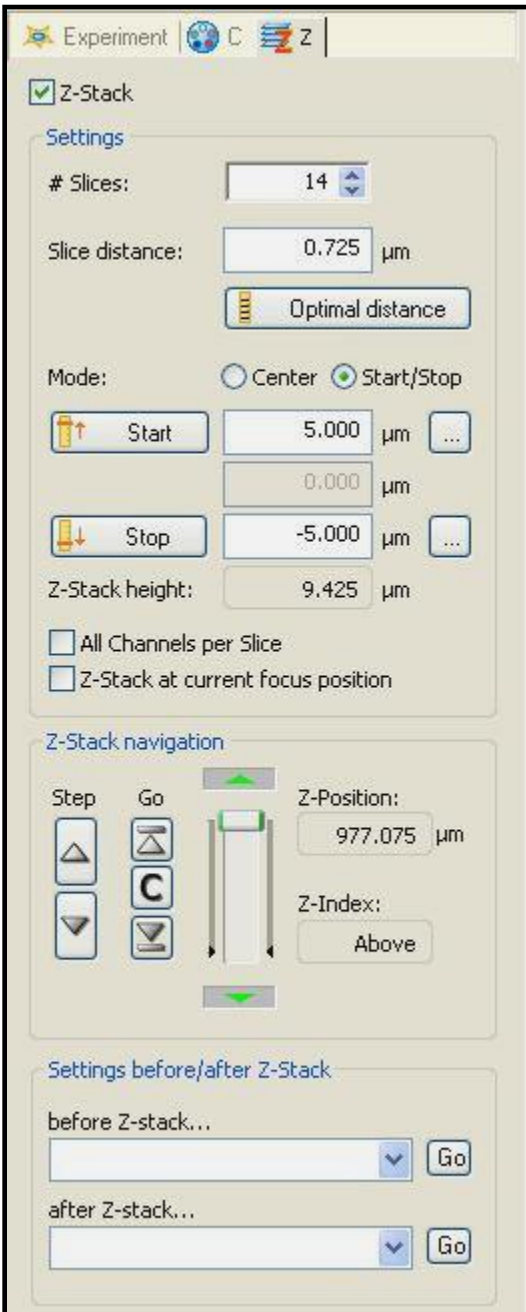 Experiment C Z
Z-Stack
Settings
# Slices: 14
Slice distance: 0.725 µm
Optimal distance
Mode: Center Start/Stop
Start 5.000 µm ...
0.000 µm
Stop -5.000 µm ...
Z-Stack height: 9.425 µm
All Channels per Slice
Z-Stack at current focus position
Z-Stack navigation
Step Go Z-Position:
977.075 µm
C
Z-Index:
Above
Settings before/after Z-Stack
before Z-stack...
Go
after Z-stack...
Go